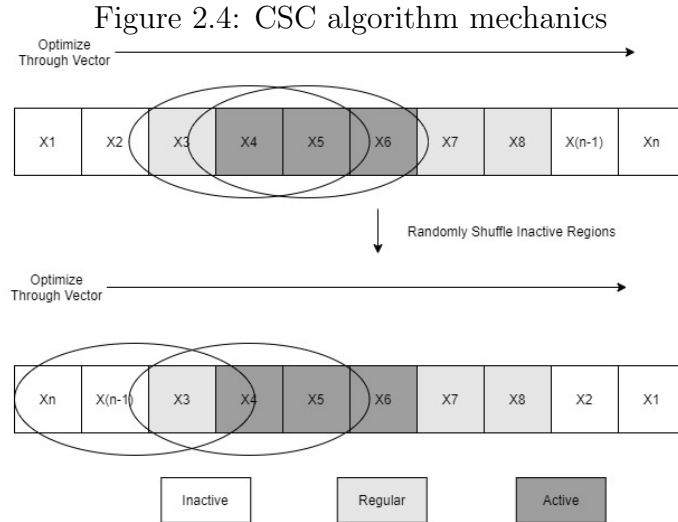 Figure 2.4: CSC algorithm mechanics
Optimize
Through Vector
X1 X2 X3 X4 X5 X6 X7 X8 X(n-1) Xn
Randomly Shuffle Inactive Regions
Optimize
Through Vector
Xn X(n-1) X3 X4 X5 X6 X7 X8 X2 X1
Inactive Regular Active